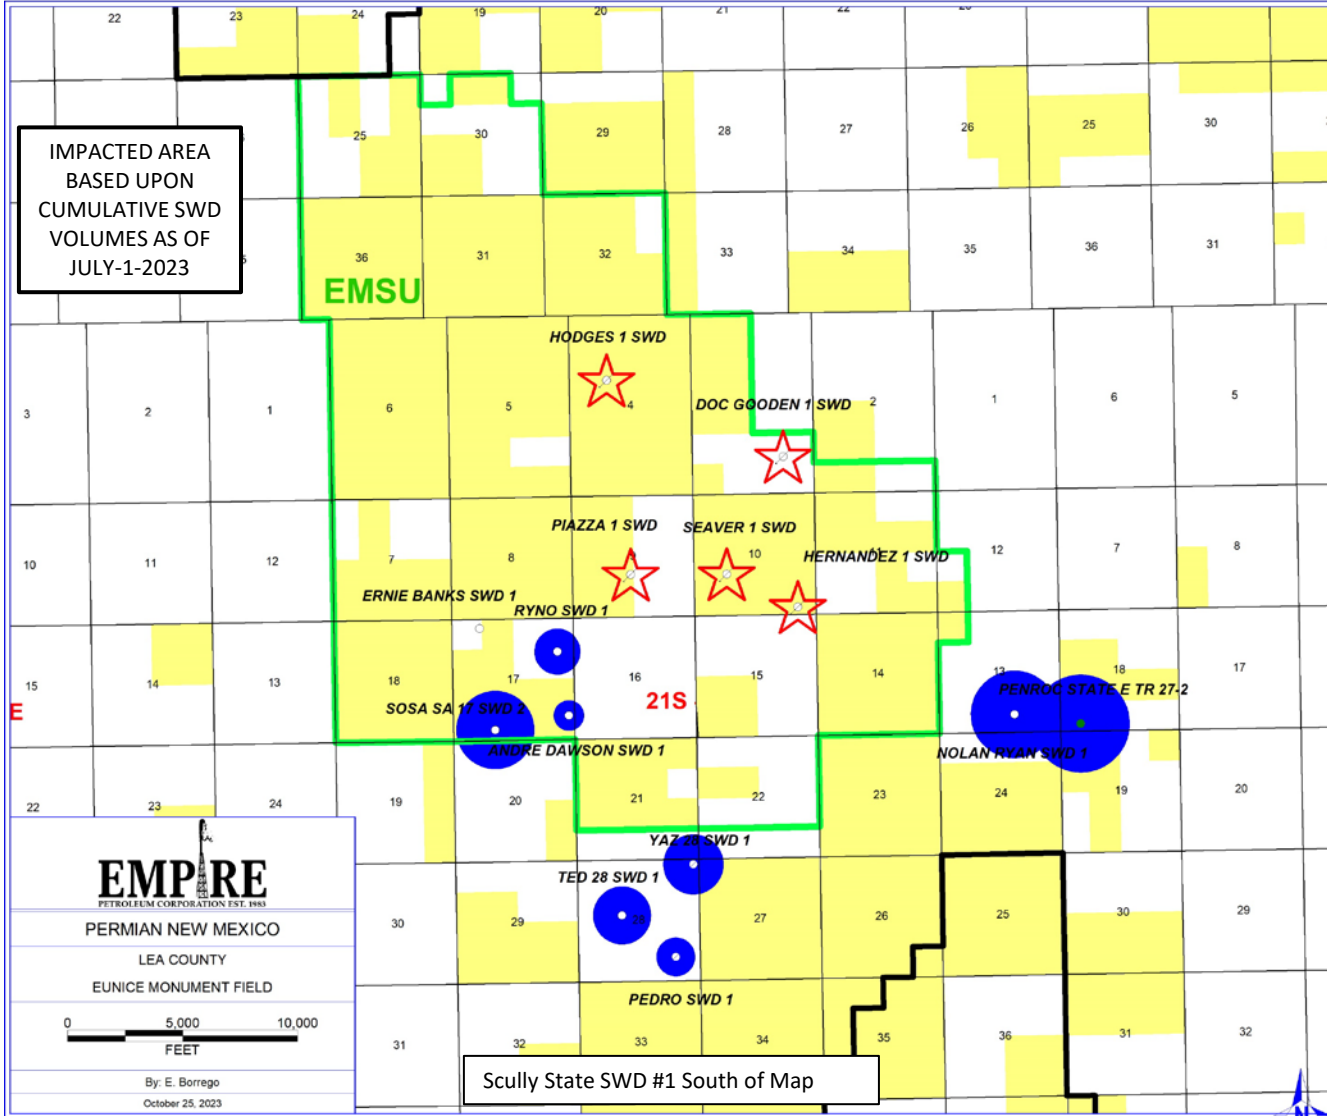 22
23
24
19
20
21
22
IMPACTED AREA
BASED UPON
CUMULATIVE SWD
VOLUMES AS OF
JULY-1-2023
25
30
29
28
27
26
25
30
36
31
32
33
34
35
36
31
EMSU
HODGES 1 SWD
DOC GOODEN 1 SWD
3
2
1
6
5
4
2
1
6
5
PIAZZA 1 SWD
SEAVER 1 SWD
HERNANDEZ 1 SWD
10
11
12
7
8
9
10
11
12
7
8
ERNIE BANKS SWD 1
RYNO SWD 1
15
14
13
18
17
16
15
14
13
18
17
E
SOSA SA 17 SWD 2
21S
PENROC STATE E TR 27-2
ANDRE DAWSON SWD 1
NOLAN RYAN SWD 1
22
23
24
19
20
21
22
23
24
19
20
YAZ 28 SWD 1
TED 28 SWD 1
30
29
28
27
26
25
30
29
PEDRO SWD 1
31
32
33
34
35
36
31
32
EMPIRE
PETROLEUM CORPORATION EST. 1983
PERMIAN NEW MEXICO
LEA COUNTY
EUNICE MONUMENT FIELD
0 5,000 10,000
FEET
By: E. Borrego
October 25, 2023
Scully State SWD #1 South of Map
N